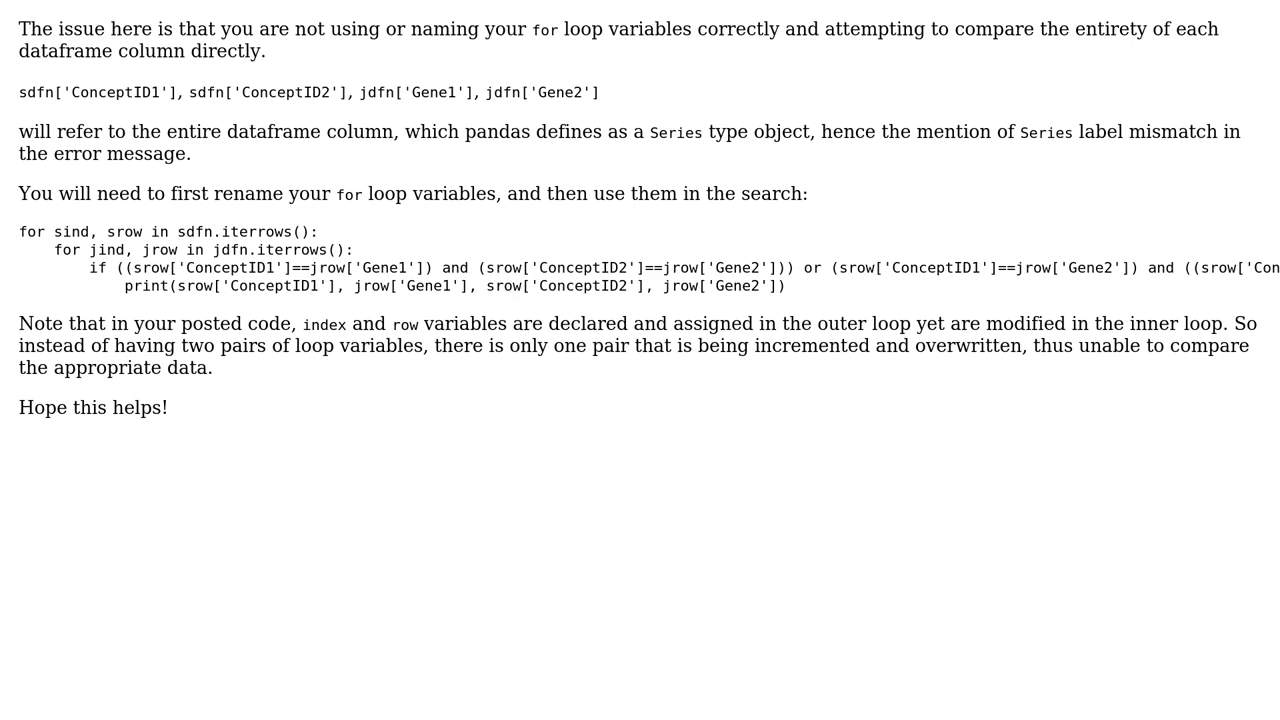 The issue here is that you are not using or naming your for loop variables correctly and attempting to compare the entirety of each
dataframe column directly.
sdfn['ConceptID1'], sdfn['ConceptID2'], jdfn['Gene1'], jdfn['Gene2']
will refer to the entire dataframe column, which pandas defines as a Series type object, hence the mention of Series label mismatch in
the error message.
You will need to first rename your for loop variables, and then use them in the search:
for sind, srow in sdfn.iterrows():
    for jind, jrow in jdfn.iterrows():
        if ((srow['ConceptID1']==jrow['Gene1']) and (srow['ConceptID2']==jrow['Gene2'])) or (srow['ConceptID1']==jrow['Gene2']) and ((srow['Con
            print(srow['ConceptID1'], jrow['Gene1'], srow['ConceptID2'], jrow['Gene2'])
Note that in your posted code, index and row variables are declared and assigned in the outer loop yet are modified in the inner loop. So
instead of having two pairs of loop variables, there is only one pair that is being incremented and overwritten, thus unable to compare
the appropriate data.
Hope this helps!